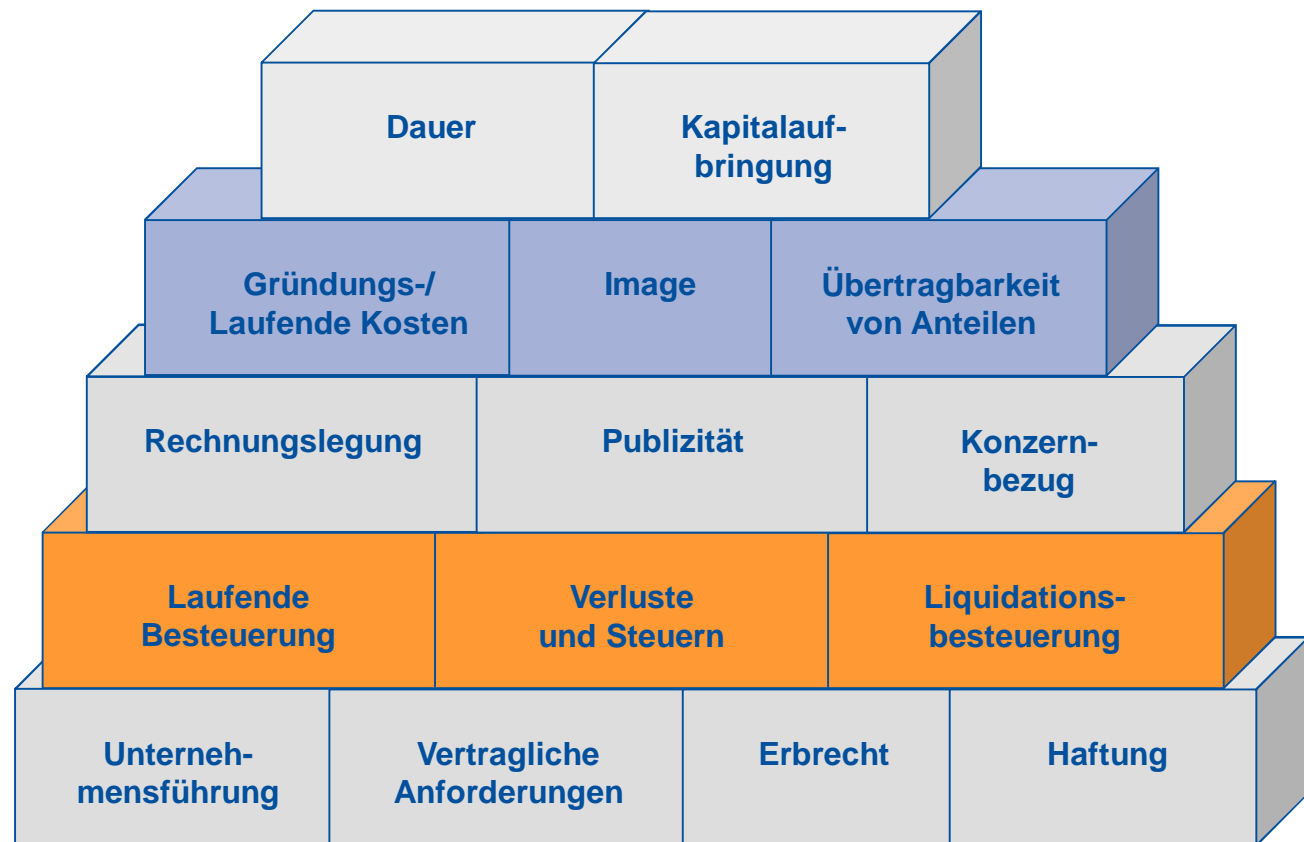 Dauer
Kapitalauf-
bringung
Gründungs-/
Laufende Kosten
Image
Übertragbarkeit
von Anteilen
Rechnungslegung
Publizität
Konzern-
bezug
Laufende
Besteuerung
Verluste
und Steuern
Liquidations-
besteuerung
Unterneh-
mensführung
Vertragliche
Anforderungen
Erbrecht
Haftung